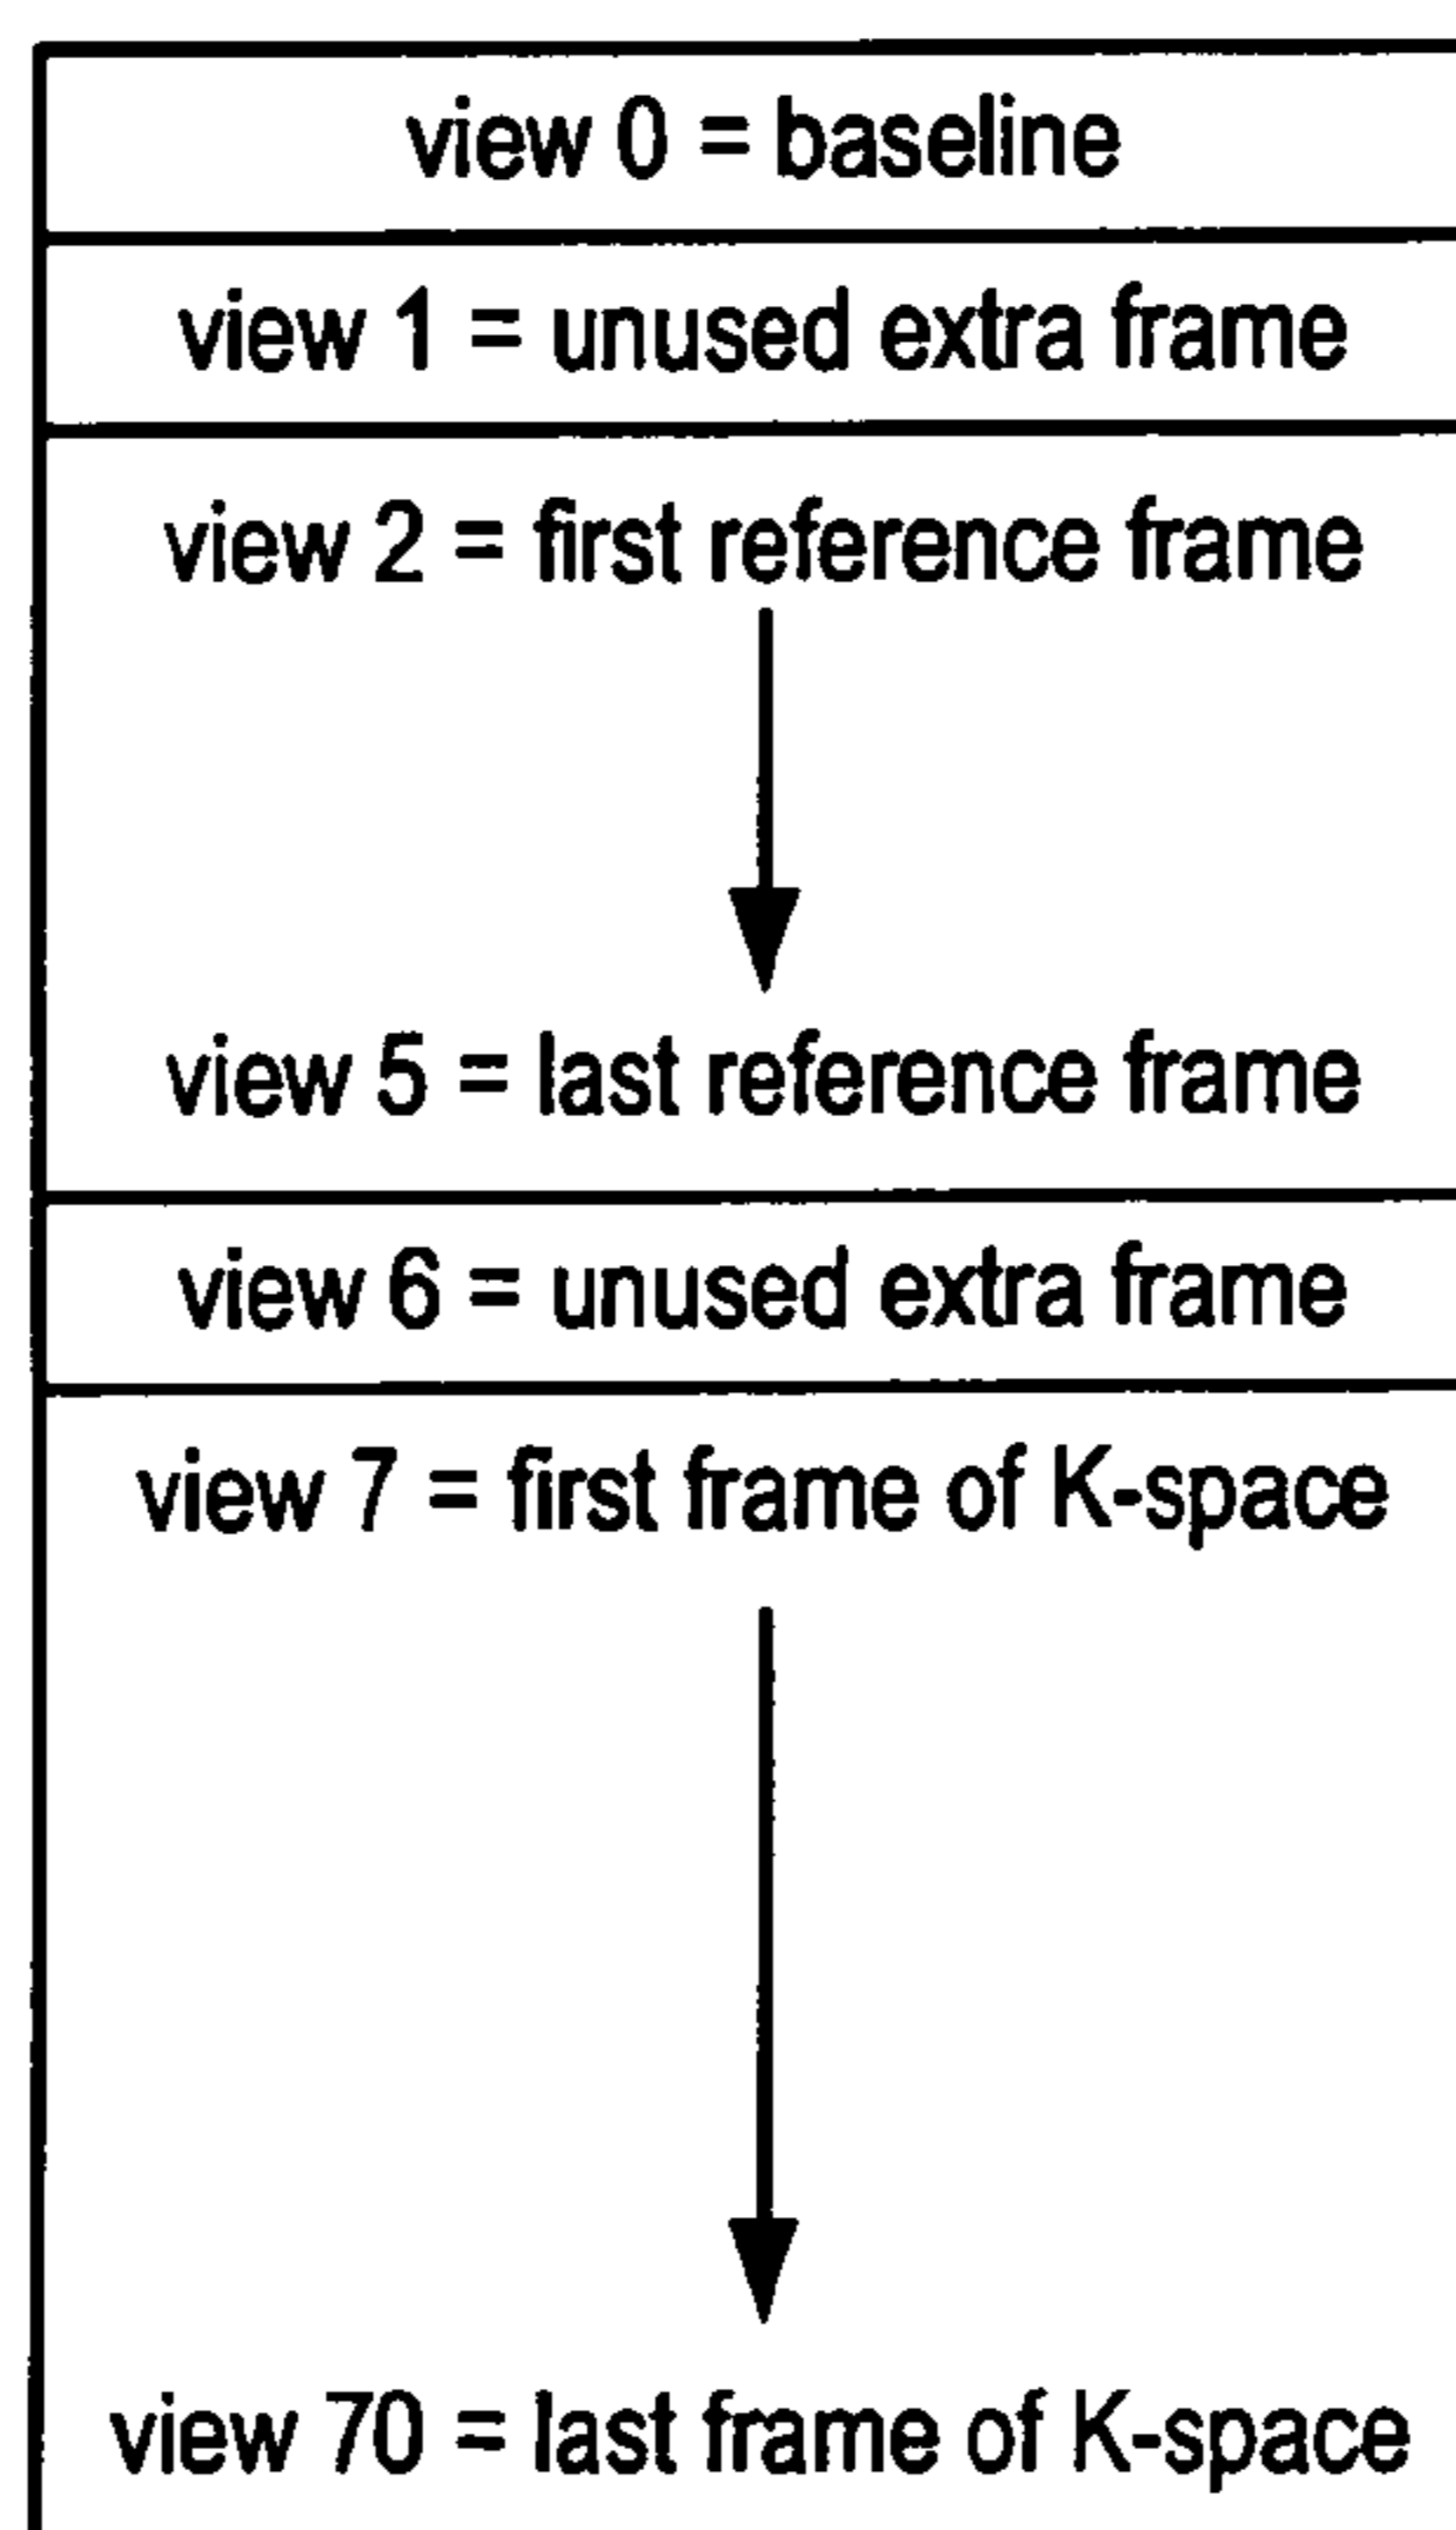 view 0 = baseline
view 1 = unused extra frame
view 2 = first reference frame
view 5 = last reference frame
view 6 = unused extra frame
view 7 = first frame of K-space
view 70 = last frame of K-space